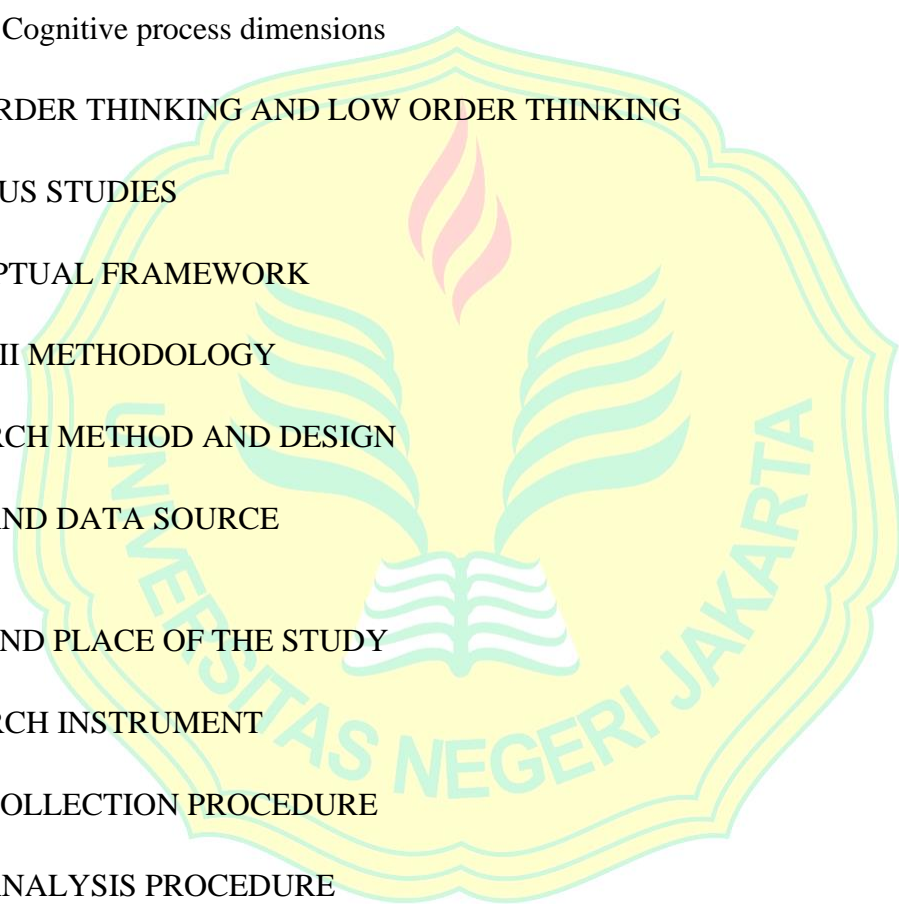 Cognitive process dimensions
RDER THINKING AND LOW ORDER THINKING
US STUDIES
PTUAL FRAMEWORK
II METHODOLOGY
RCH METHOD AND DESIGN
ND DATA SOURCE
ND PLACE OF THE STUDY
RCH INSTRUMENT
OLLECTION PROCEDURE
NALYSIS PROCEDURE
UNIVERSITAS NEGERI JAKARTA